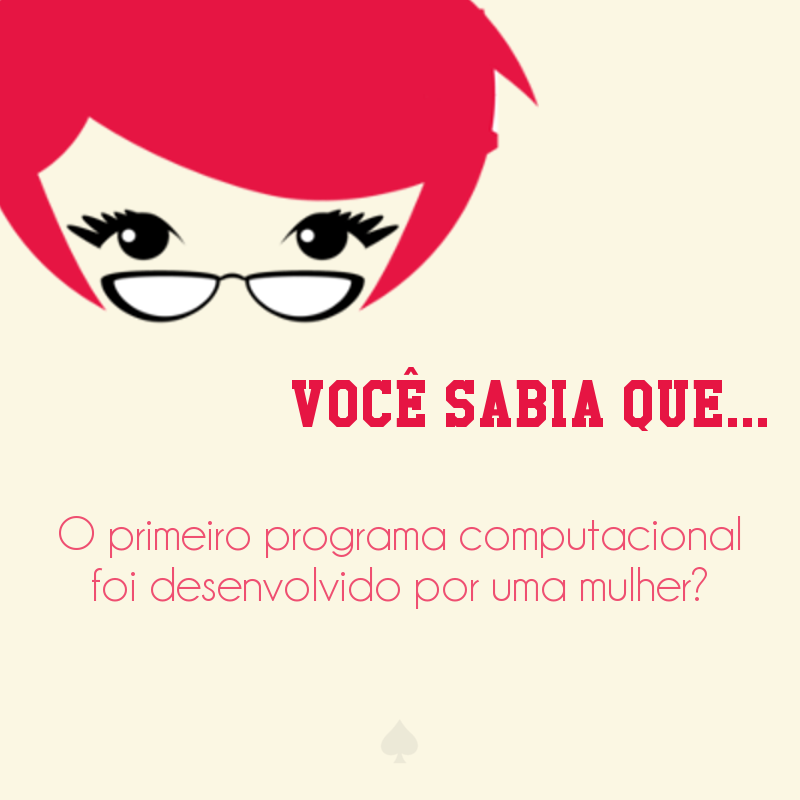 VOCÊ SABIA QUE...
O primeiro programa computacional
foi desenvolvido por uma mulher?